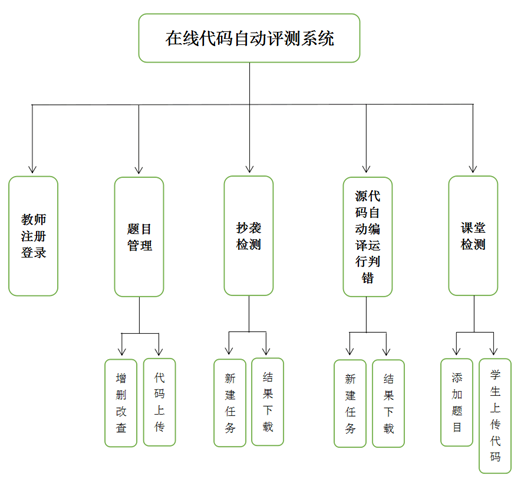 在线代码自动评测系统
教师
注册
登录
题目
管理
抄袭
检测
源代
码自
动编
译运
行判
错
课堂
检测
增
删
改
查
代
码
上
传
新
建
任
务
结
果
下
载
新
建
任
务
结
果
下
载
添
加
题
目
学
生
上
传
代
码